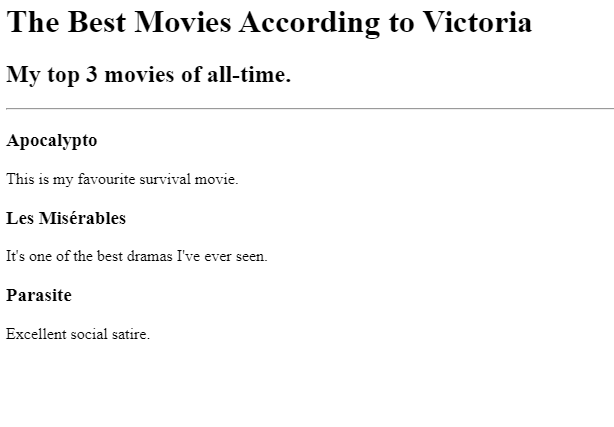 The Best Movies According to Victoria
My top 3 movies of all-time.
Apocalypto
This is my favourite survival movie.
Les Misérables
It's one of the best dramas I've ever seen.
Parasite
Excellent social satire.